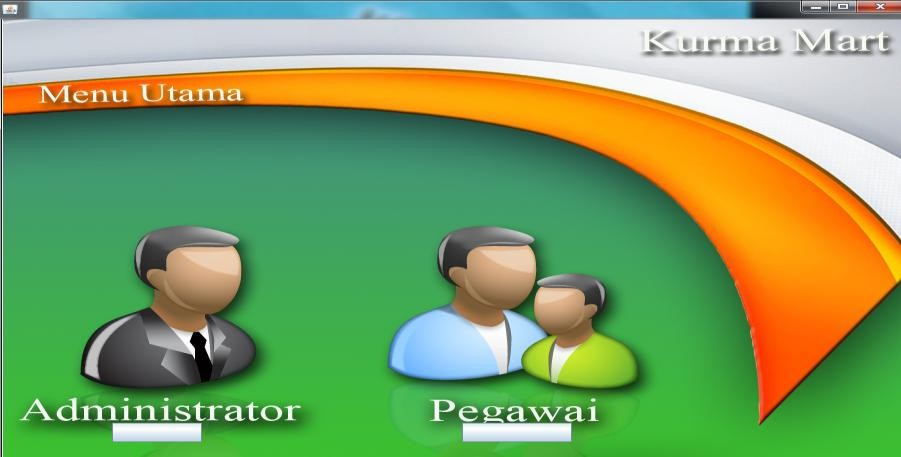 Kurma Mart
Menu Utama
Administrator
Pegawai